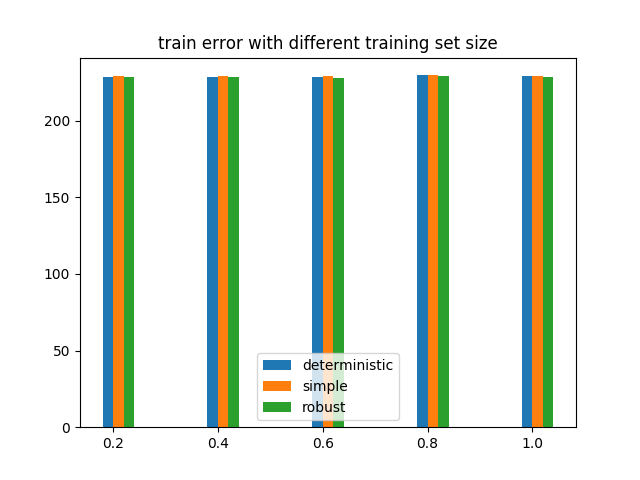 train error with different training set size
200
150
100
50
0
deterministic
simple
robust
0.2 0.4 0.6 0.8 1.0